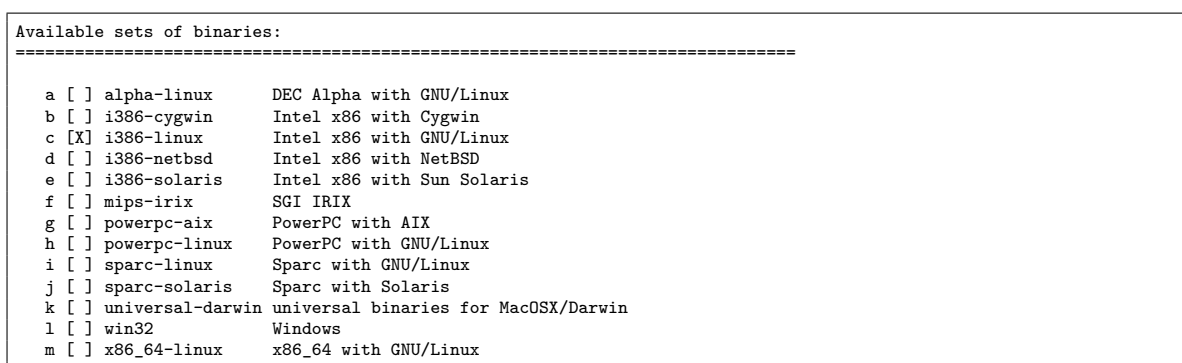 Available sets of binaries:
===============================================================================
a [ ] alpha-linux DEC Alpha with GNU/Linux
b [ ] i386-cygwin Intel x86 with Cygwin
c [X] i386-linux Intel x86 with GNU/Linux
d [ ] i386-netbsd Intel x86 with NetBSD
e [ ] i386-solaris Intel x86 with Sun Solaris
f [ ] mips-irix SGI IRIX
g [ ] powerpc-aix PowerPC with AIX
h [ ] powerpc-linux PowerPC with GNU/Linux
i [ ] sparc-linux Sparc with GNU/Linux
j [ ] sparc-solaris Sparc with Solaris
k [ ] universal-darwin universal binaries for MacOSX/Darwin
l [ ] win32 Windows
m [ ] x86_64-linux x86_64 with GNU/Linux